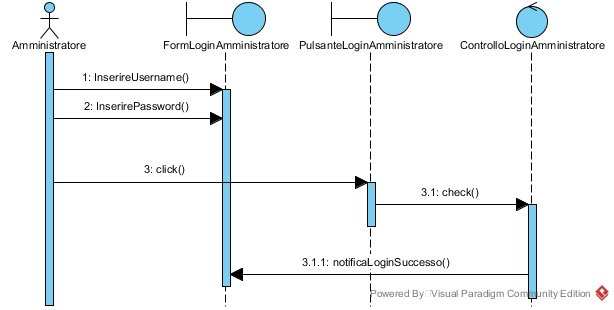 Amministratore
FormLoginAmministratore
PulsanteLoginAmministratore
ControlloLoginAmministratore
1: InserireUsername()
2: InserirePassword()
3: click()
3.1: check()
3.1.1: notificaLoginSuccesso()
Powered By Visual Paradigm Community Edition